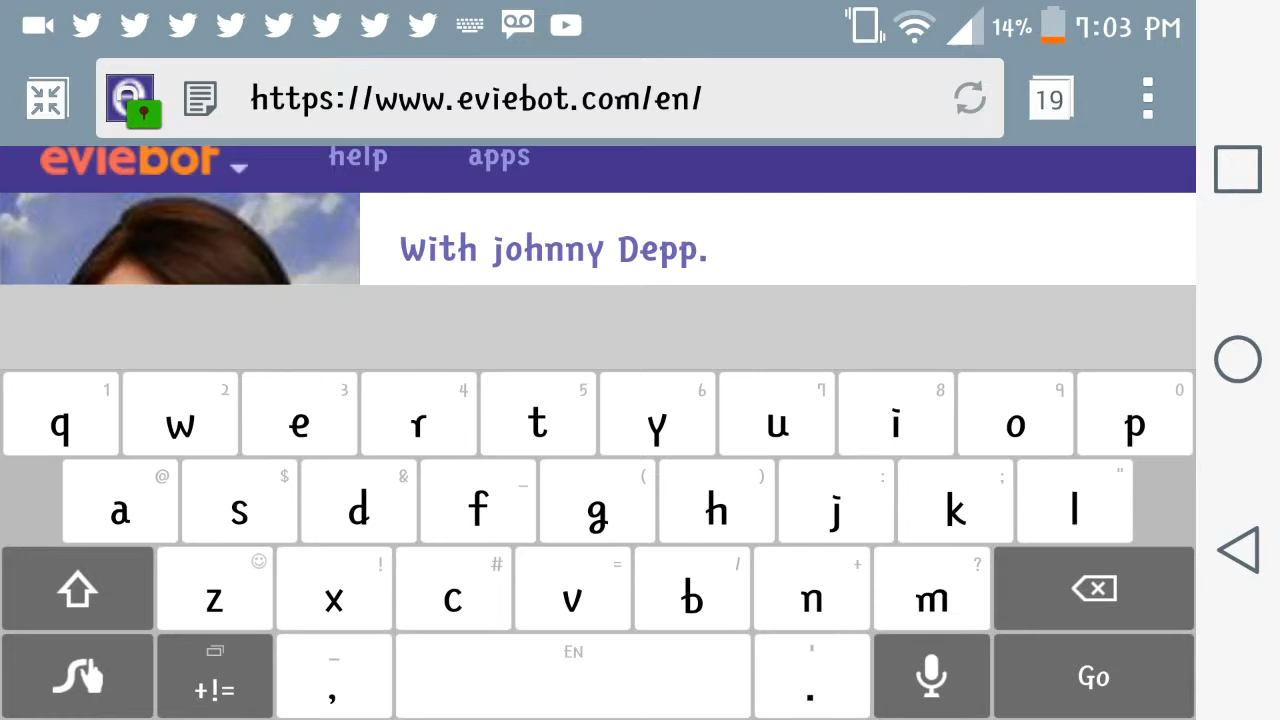 14% 7:03 PM
https://www.eviebot.com/en/ 19
eviebot help apps
With johnny Depp.
1 2 3 4 5 6 7 8 9 0
q w e r t y u i o p
@ $ & _ ( ) : ; "
a s d f g h j k l
! # = / + ?
z x c v b n m
_ EN '
+!= , . Go